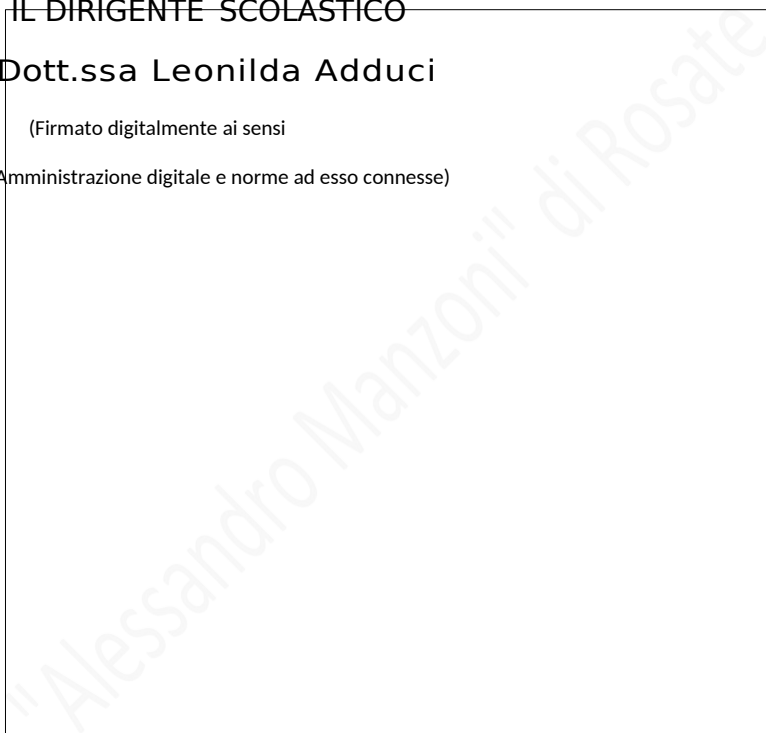 IL DIRIGENTE SCOLASTICO
Dott.ssa Leonilda Adduci
(Firmato digitalmente ai sensi
Amministrazione digitale e norme ad esso connesse)
"Alessandro Manzoni" di Rosate